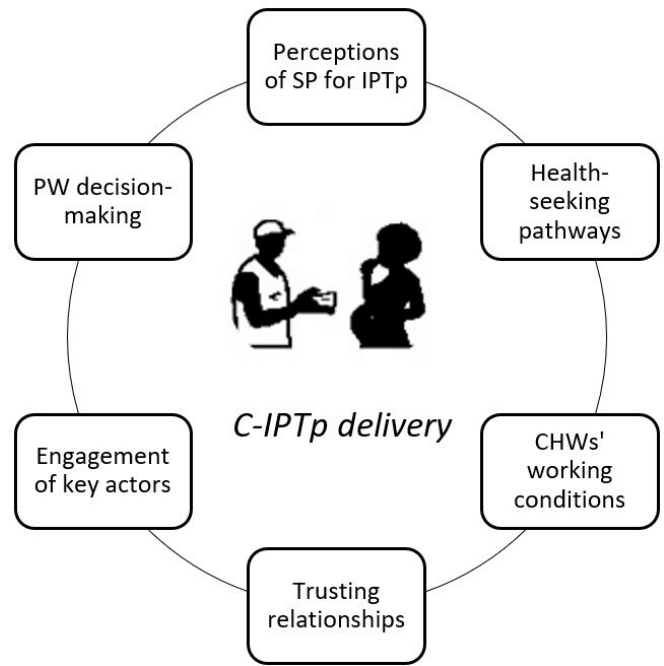 Perceptions
of SP for IPTp
PW decision-
making
Health-
seeking
pathways
C-IPTp delivery
Engagement
of key actors
CHWs'
working
conditions
Trusting
relationships